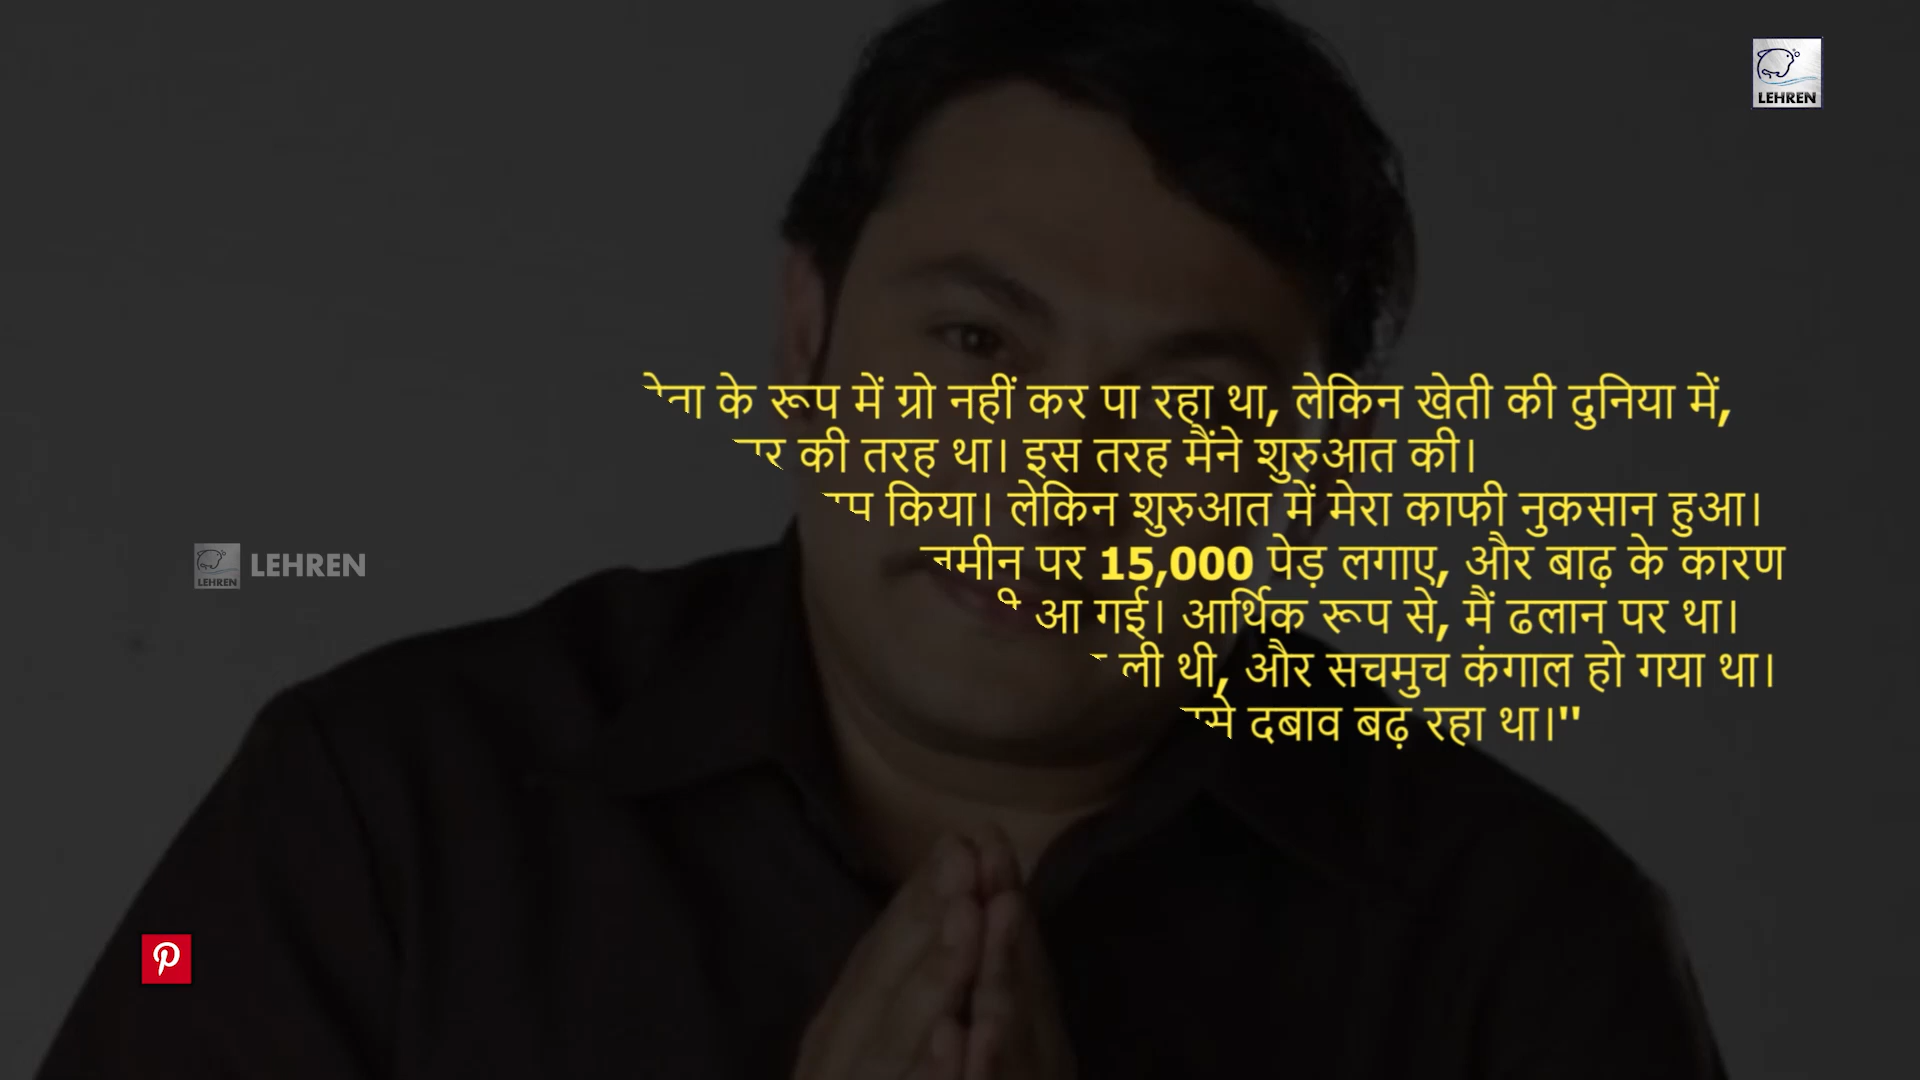 LEHREN
के रूप में ग्रो नहीं कर पा रहा था, लेकिन खेती की दुनिया में,
की तरह था। इस तरह मैंने शुरुआत की।
किया। लेकिन शुरुआत में मेरा काफी नुकसान हुआ।
पर 15,000 पेड़ लगाए, और बाढ़ के कारण
LEHREN
LEHREN
आ गई। आर्थिक रूप से, मैं ढलान पर था।
ली थी, और सचमुच कंगाल हो गया था।
दबाव बढ़ रहा था।"